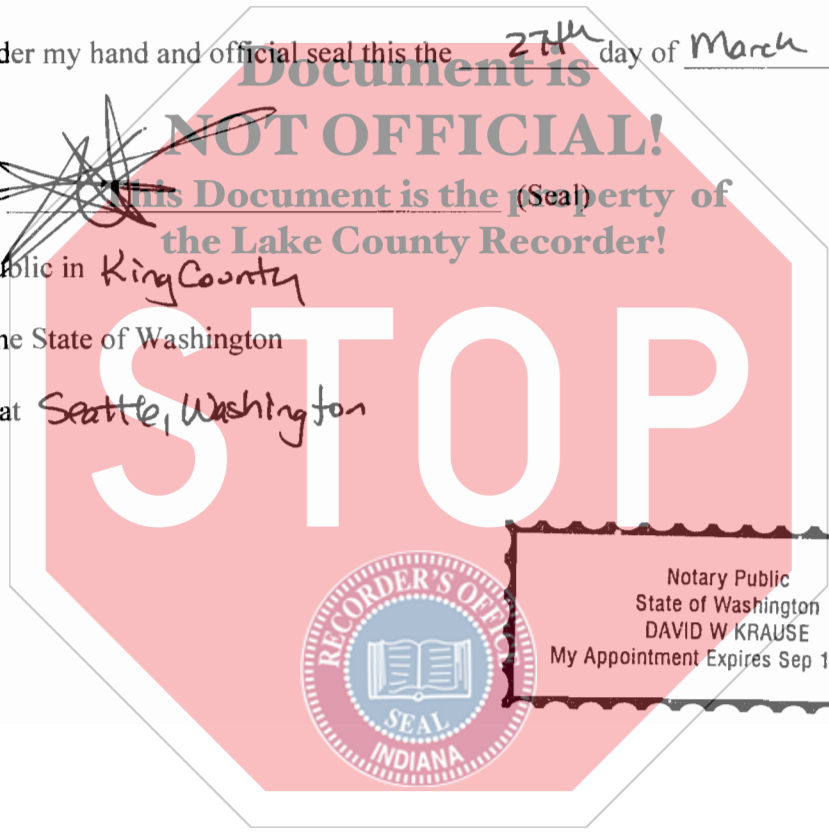 der my hand and official seal this the 27th day of March
Document is
NOT OFFICIAL!
This Document is the property of
(Seal)
the Lake County Recorder!
ublic in King County
he State of Washington
at Seattle, Washington
STOP
RECORDER'S OFFICE
SEAL
INDIANA
Notary Public
State of Washington
DAVID W KRAUSE
My Appointment Expires Sep 1